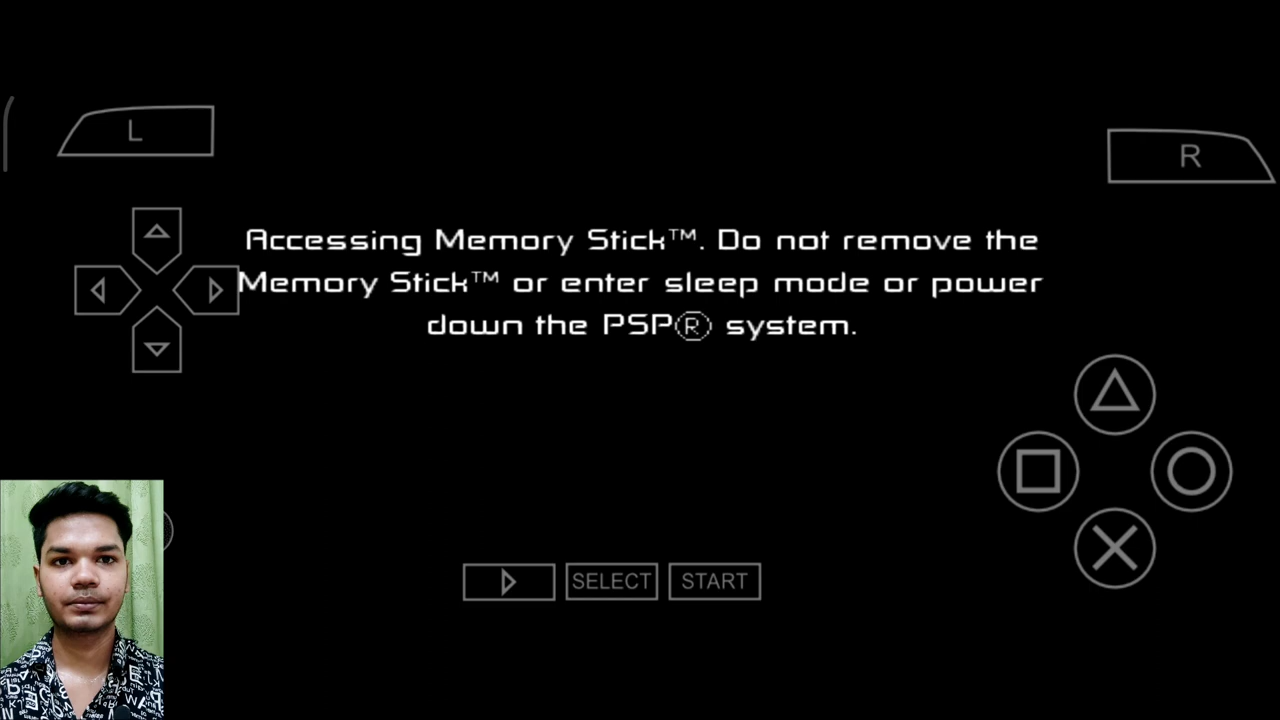 L
R
Accessing Memory Stick™. Do not remove the
Memory Stick™ or enter sleep mode or power
down the PSP® system.
SELECT START